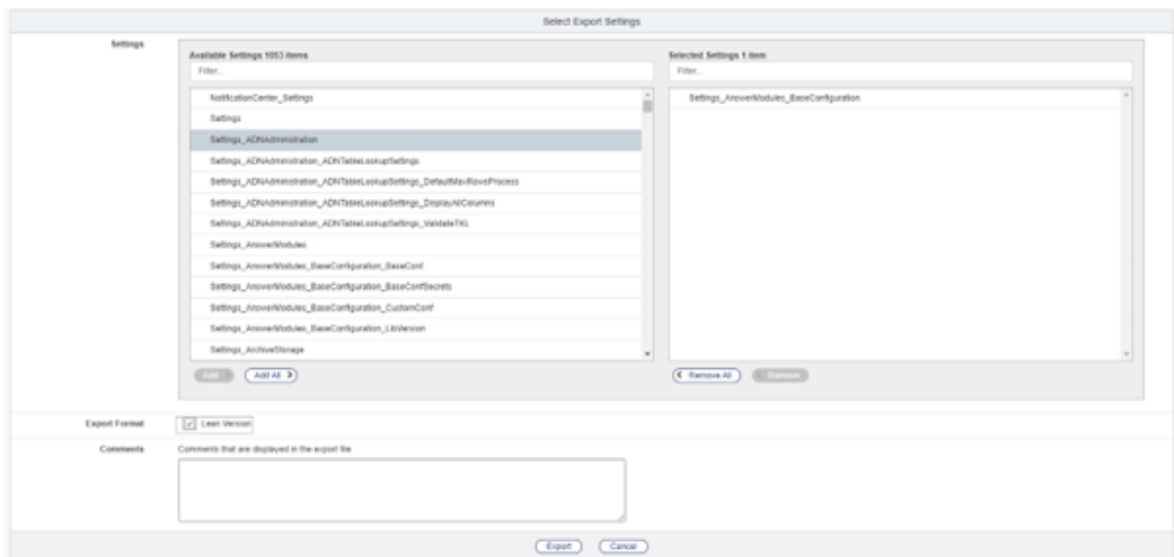 Select Export Settings
Settings
Available Settings 1053 items
Filter...
NotificationCenter_Settings
Settings
Settings_ADNAdministration
Settings_ADNAdministration_ADNTableLookupSettings
Settings_ADNAdministration_ADNTableLookupSettings_DefaultMaxRowsProcess
Settings_ADNAdministration_ADNTableLookupSettings_DisplayAllColumns
Settings_ADNAdministration_ADNTableLookupSettings_ValidateTKL
Settings_AnswerModules
Settings_AnswerModules_BaseConfiguration_BaseConf
Settings_AnswerModules_BaseConfiguration_BaseConfSecrets
Settings_AnswerModules_BaseConfiguration_CustomConf
Settings_AnswerModules_BaseConfiguration_LibVersion
Settings_ArchiveStorage
Add
Add All
Selected Settings 1 item
Filter...
Settings_AnswerModules_BaseConfiguration
Remove All
Remove
Export Format
Lean Version
Comments
Comments that are displayed in the export file
Export
Cancel